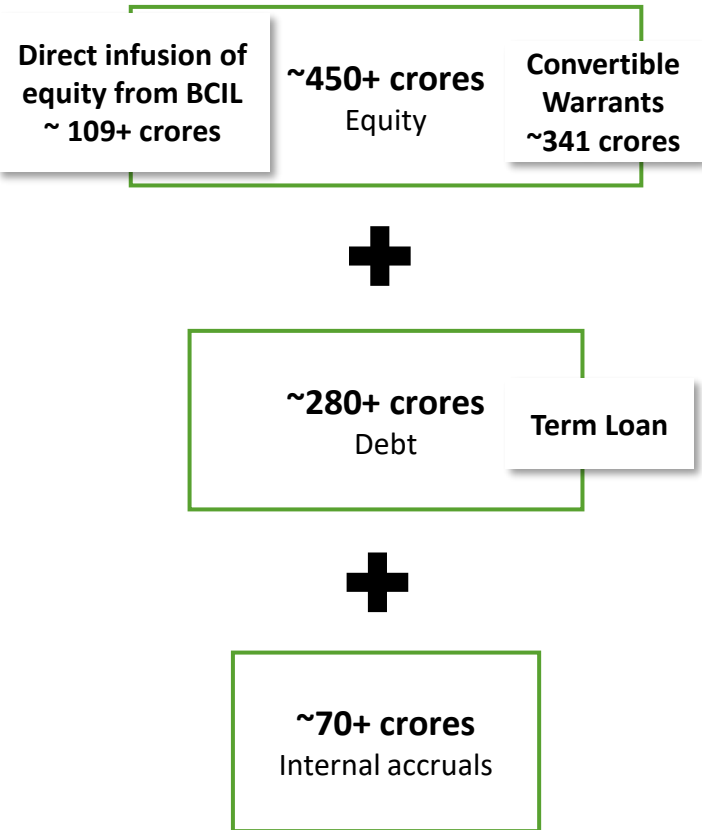 Direct infusion of
equity from BCIL
~ 109+ crores
~450+ crores
Equity
Convertible
Warrants
~341 crores
~280+ crores
Debt
Term Loan
~70+ crores
Internal accruals